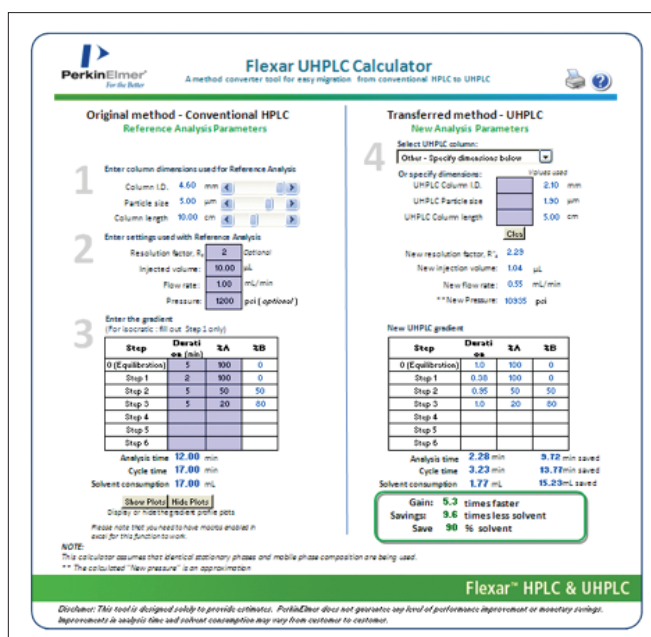 PerkinElmer®
For the Better
Flexar UHPLC Calculator
A method converter tool for easy migration from conventional HPLC to UHPLC
Original method - Conventional HPLC
Reference Analysis Parameters
1
Enter column dimensions used for Reference Analysis
Column I.D. 4.60 mm
Particle size 5.00 µm
Column length 10.00 cm
2
Enter settings used with Reference Analysis
Resolution factor, Rs 2 Optional
Injected volume: 10.00 µL
Flow rate: 1.00 mL/min
Pressure: 1200 psi (optional)
3
Enter the gradient
(For isocratic: fill out Step 1 only)
Step Durati on (min) %A %B
0 (Equilibration) 5 100 0
Step 1 2 100 0
Step 2 5 50 50
Step 3 5 20 80
Step 4
Step 5
Step 6
Analysis time 12.00 min
Cycle time 17.00 min
Solvent consumption 17.00 mL
Show Plots Hide Plots
Display or hide the gradient profile plots
Please note that you need to have macros enabled in
excel for this function to work.
Transferred method - UHPLC
New Analysis Parameters
4
Select UHPLC column:
Other - Specify dimensions below
Or specify dimensions: Values used
UHPLC Column I.D. 2.10 mm
UHPLC Particle size 1.90 µm
UHPLC Column length 5.00 cm
New resolution factor, R's 2.29
New injection volume: 1.04 µL
New flow rate: 0.55 mL/min
**New Pressure: 10935 psi
New UHPLC gradient
Step Durati on %A %B
0 (Equilibration) 1.0 100 0
Step 1 0.38 100 0
Step 2 0.95 50 50
Step 3 1.0 20 80
Step 4
Step 5
Step 6
Analysis time 2.28 min 9.72 min saved
Cycle time 3.23 min 13.77 min saved
Solvent consumption 1.77 mL 15.23 mL saved
Gain: 5.3 times faster
Savings: 9.6 times less solvent
Save 90 % solvent
NOTE:
This calculator assumes that identical stationary phases and mobile phase composition are being used.
** The calculated "New pressure" is an approximation
Flexar™ HPLC & UHPLC
Disclaimer: This tool is designed solely to provide estimates. PerkinElmer does not guarantee any level of performance improvement or monetary savings.
Improvements in analysis time and solvent consumption may vary from customer to customer.